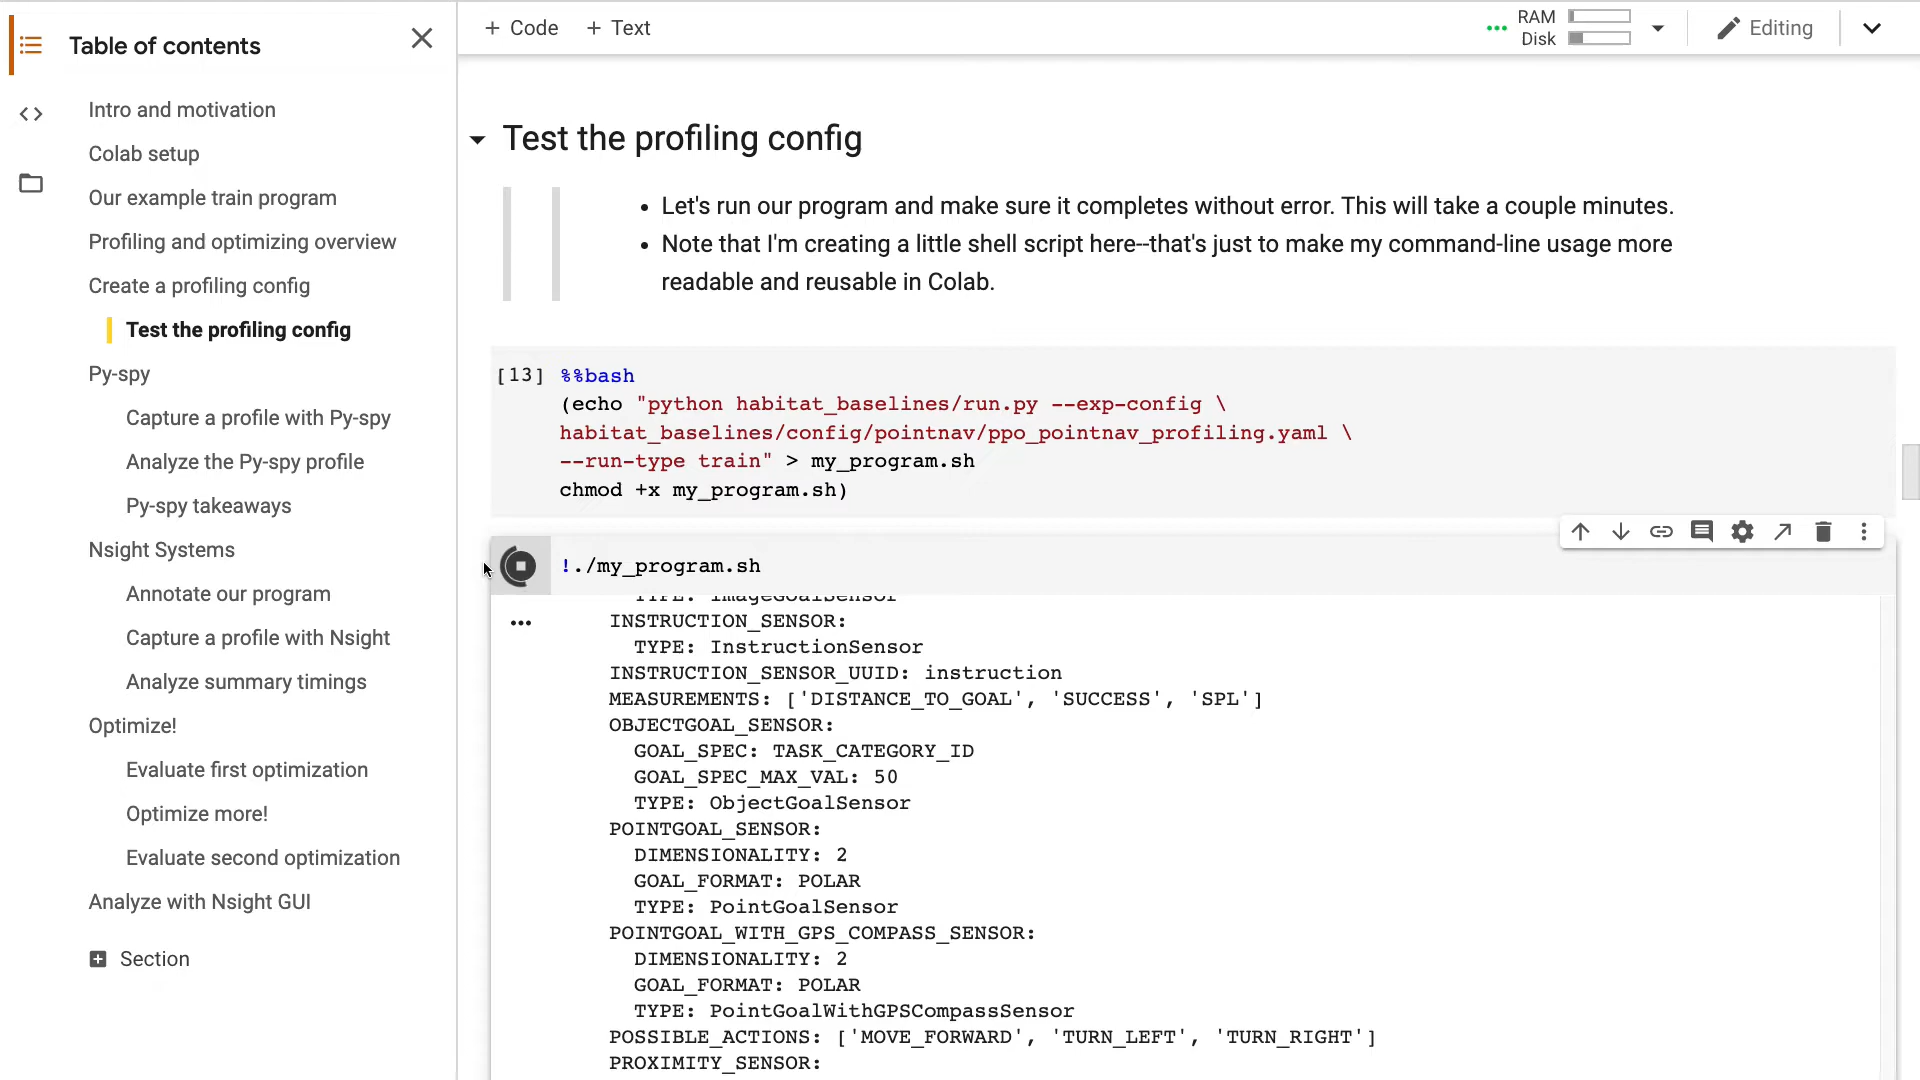 Table of contents
Intro and motivation
Colab setup
Our example train program
Profiling and optimizing overview
Create a profiling config
Test the profiling config
Py-spy
Capture a profile with Py-spy
Analyze the Py-spy profile
Py-spy takeaways
Nsight Systems
Annotate our program
Capture a profile with Nsight
Analyze summary timings
Optimize!
Evaluate first optimization
Optimize more!
Evaluate second optimization
Analyze with Nsight GUI
Section
+ Code + Text
RAM
Disk
Editing
Test the profiling config
• Let's run our program and make sure it completes without error. This will take a couple minutes.
• Note that I'm creating a little shell script here--that's just to make my command-line usage more
readable and reusable in Colab.
[13] %%bash
(echo "python habitat_baselines/run.py --exp-config \
habitat_baselines/config/pointnav/ppo_pointnav_profiling.yaml \
--run-type train" > my_program.sh
chmod +x my_program.sh)
!./my_program.sh
TYPE: ImageGoalSensor
INSTRUCTION_SENSOR:
TYPE: InstructionSensor
INSTRUCTION_SENSOR_UUID: instruction
MEASUREMENTS: ['DISTANCE_TO_GOAL', 'SUCCESS', 'SPL']
OBJECTGOAL_SENSOR:
GOAL_SPEC: TASK_CATEGORY_ID
GOAL_SPEC_MAX_VAL: 50
TYPE: ObjectGoalSensor
POINTGOAL_SENSOR:
DIMENSIONALITY: 2
GOAL_FORMAT: POLAR
TYPE: PointGoalSensor
POINTGOAL_WITH_GPS_COMPASS_SENSOR:
DIMENSIONALITY: 2
GOAL_FORMAT: POLAR
TYPE: PointGoalWithGPSCompassSensor
POSSIBLE_ACTIONS: ['MOVE_FORWARD', 'TURN_LEFT', 'TURN_RIGHT']
PROXIMITY_SENSOR: